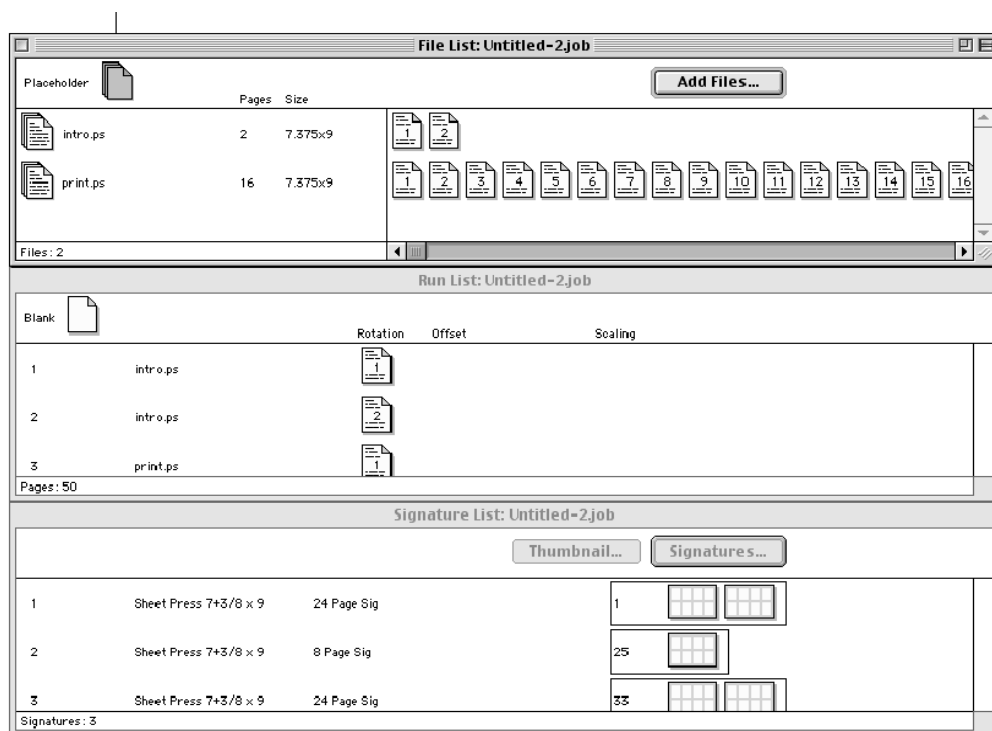 File List: Untitled-2.job
Placeholder
Add Files...
Pages Size
intro.ps 2 7.375x9 1 2
print.ps 16 7.375x9 1 2 3 4 5 6 7 8 9 10 11 12 13 14 15 16
Files: 2
Run List: Untitled-2.job
Blank
Rotation Offset Scaling
1 intro.ps 1
2 intro.ps 2
3 print.ps 1
Pages: 50
Signature List: Untitled-2.job
Thumbnail... Signatures...
1 Sheet Press 7+3/8 x 9 24 Page Sig 1
2 Sheet Press 7+3/8 x 9 8 Page Sig 25
3 Sheet Press 7+3/8 x 9 24 Page Sig 33
Signatures: 3